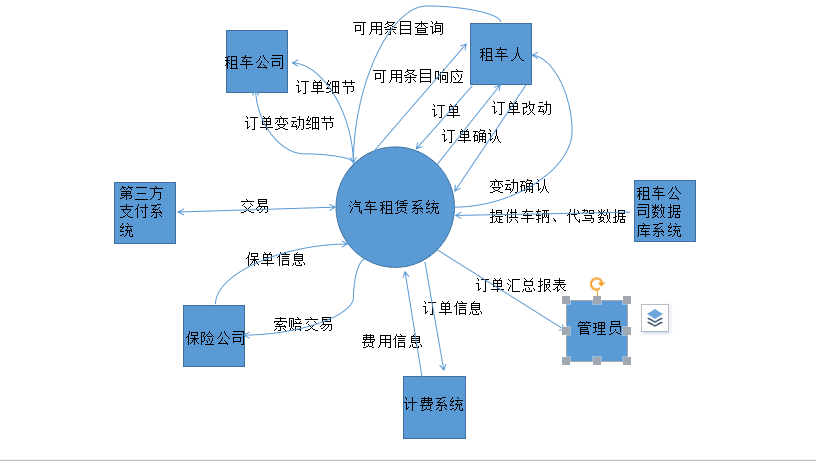 可用条目查询
租车人
租车公司
可用条目响应
订单细节
订单
订单改动
订单变动细节
订单确认
第三方
支付系
统
交易
汽车租赁系统
变动确认
租车公
司数据
库系统
提供车辆、代驾数据
保单信息
订单汇总报表
订单信息
索赔交易
管理员
保险公司
费用信息
计费系统